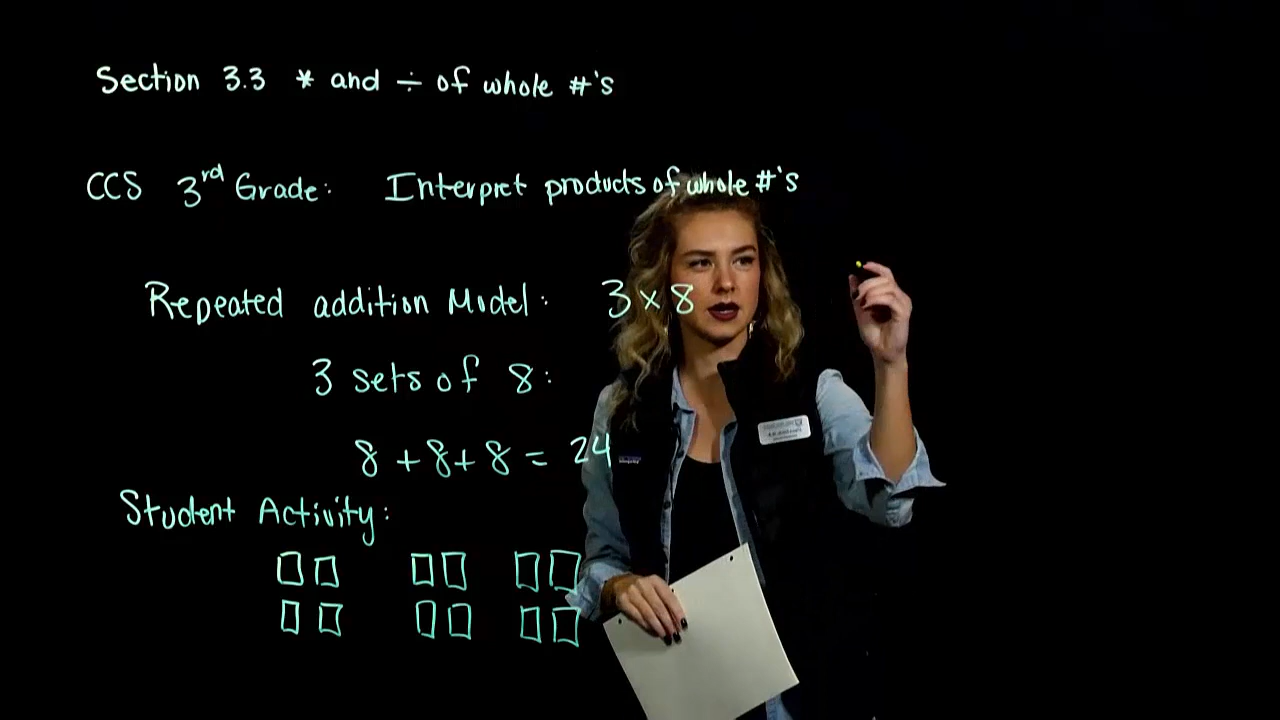 Section 3.3 * and ÷ of whole #'s
CCS 3rd Grade: Interpret products of whole #'s
Repeated addition Model: 3 × 8
3 sets of 8:
8 + 8 + 8 = 24
Student Activity: